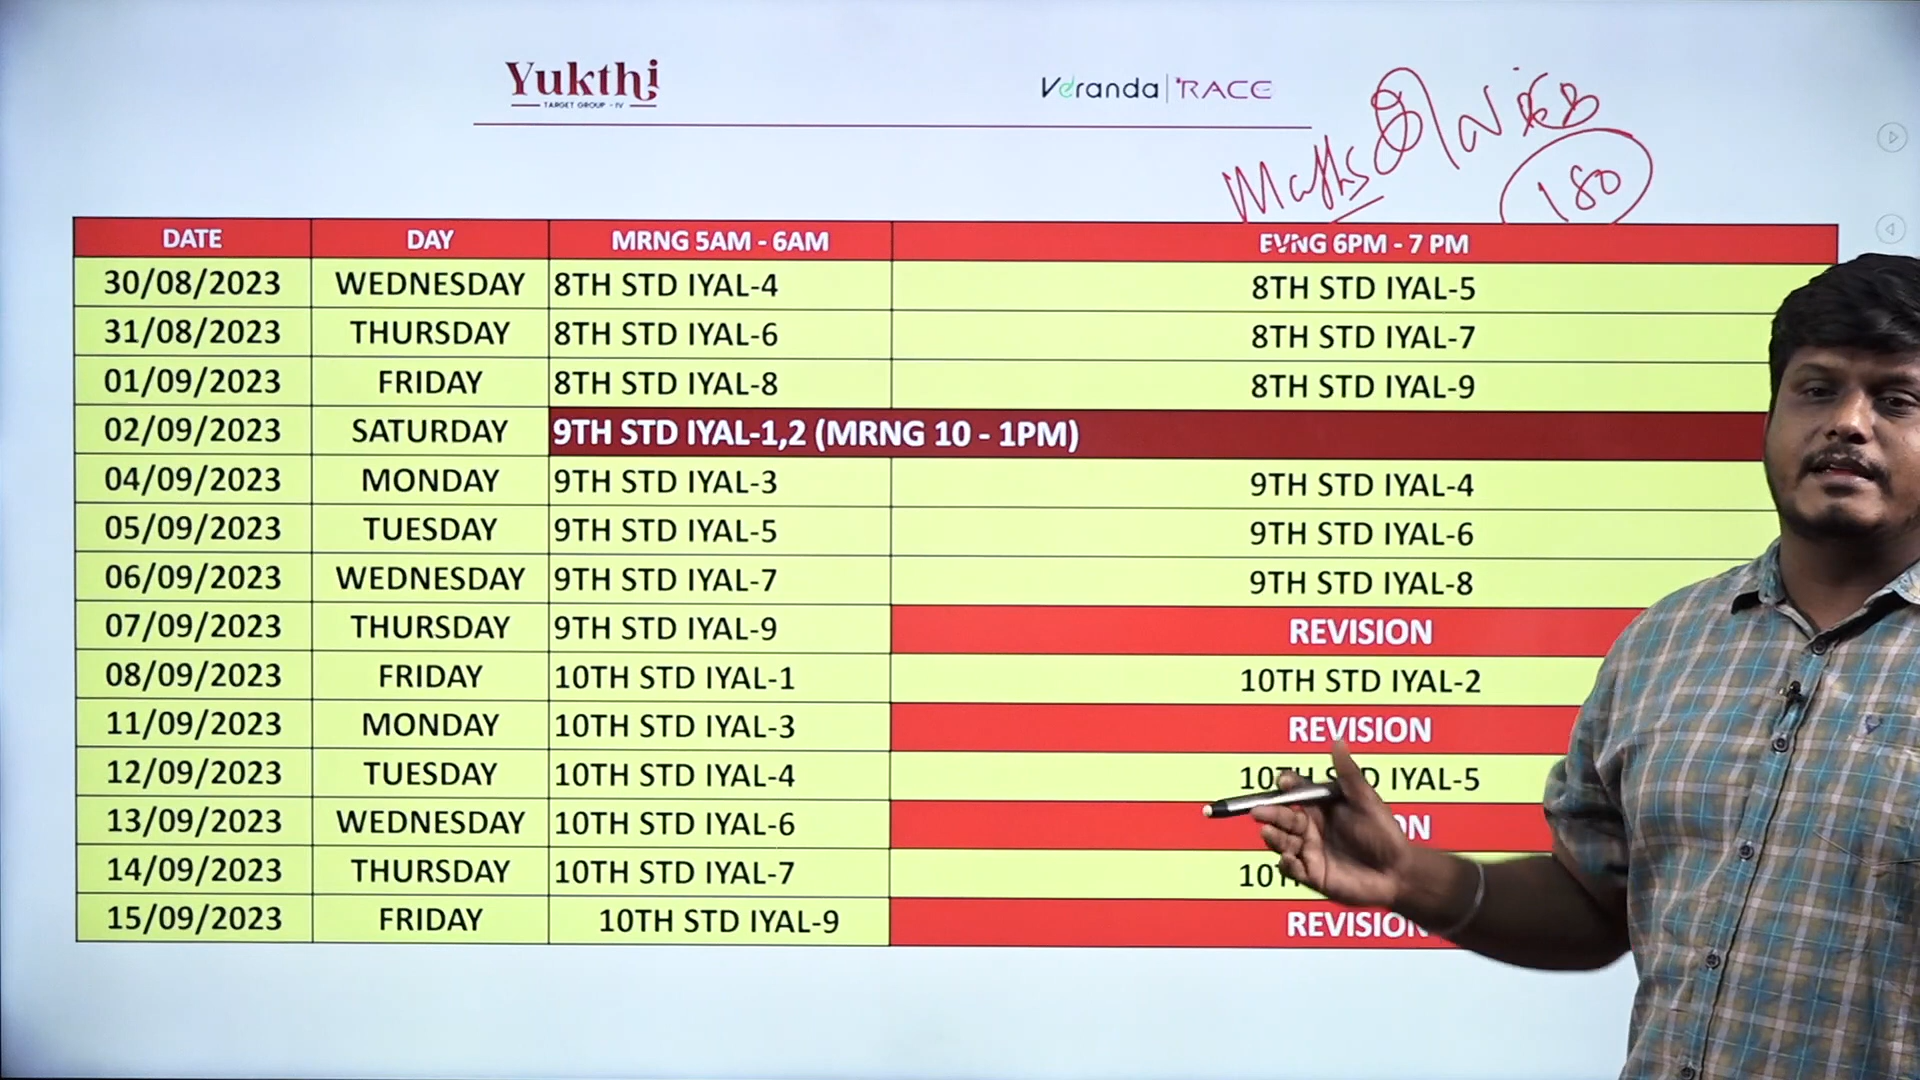 Yukthi
TARGET GROUP - IV
Veranda RACE
Maths
180
DATE DAY MRNG 5AM - 6AM EVNG 6PM - 7 PM
30/08/2023 WEDNESDAY 8TH STD IYAL-4 8TH STD IYAL-5
31/08/2023 THURSDAY 8TH STD IYAL-6 8TH STD IYAL-7
01/09/2023 FRIDAY 8TH STD IYAL-8 8TH STD IYAL-9
02/09/2023 SATURDAY 9TH STD IYAL-1,2 (MRNG 10 - 1PM)
04/09/2023 MONDAY 9TH STD IYAL-3 9TH STD IYAL-4
05/09/2023 TUESDAY 9TH STD IYAL-5 9TH STD IYAL-6
06/09/2023 WEDNESDAY 9TH STD IYAL-7 9TH STD IYAL-8
07/09/2023 THURSDAY 9TH STD IYAL-9 REVISION
08/09/2023 FRIDAY 10TH STD IYAL-1 10TH STD IYAL-2
11/09/2023 MONDAY 10TH STD IYAL-3 REVISION
12/09/2023 TUESDAY 10TH STD IYAL-4 10TH STD IYAL-5
13/09/2023 WEDNESDAY 10TH STD IYAL-6
14/09/2023 THURSDAY 10TH STD IYAL-7
15/09/2023 FRIDAY 10TH STD IYAL-9 REVISION